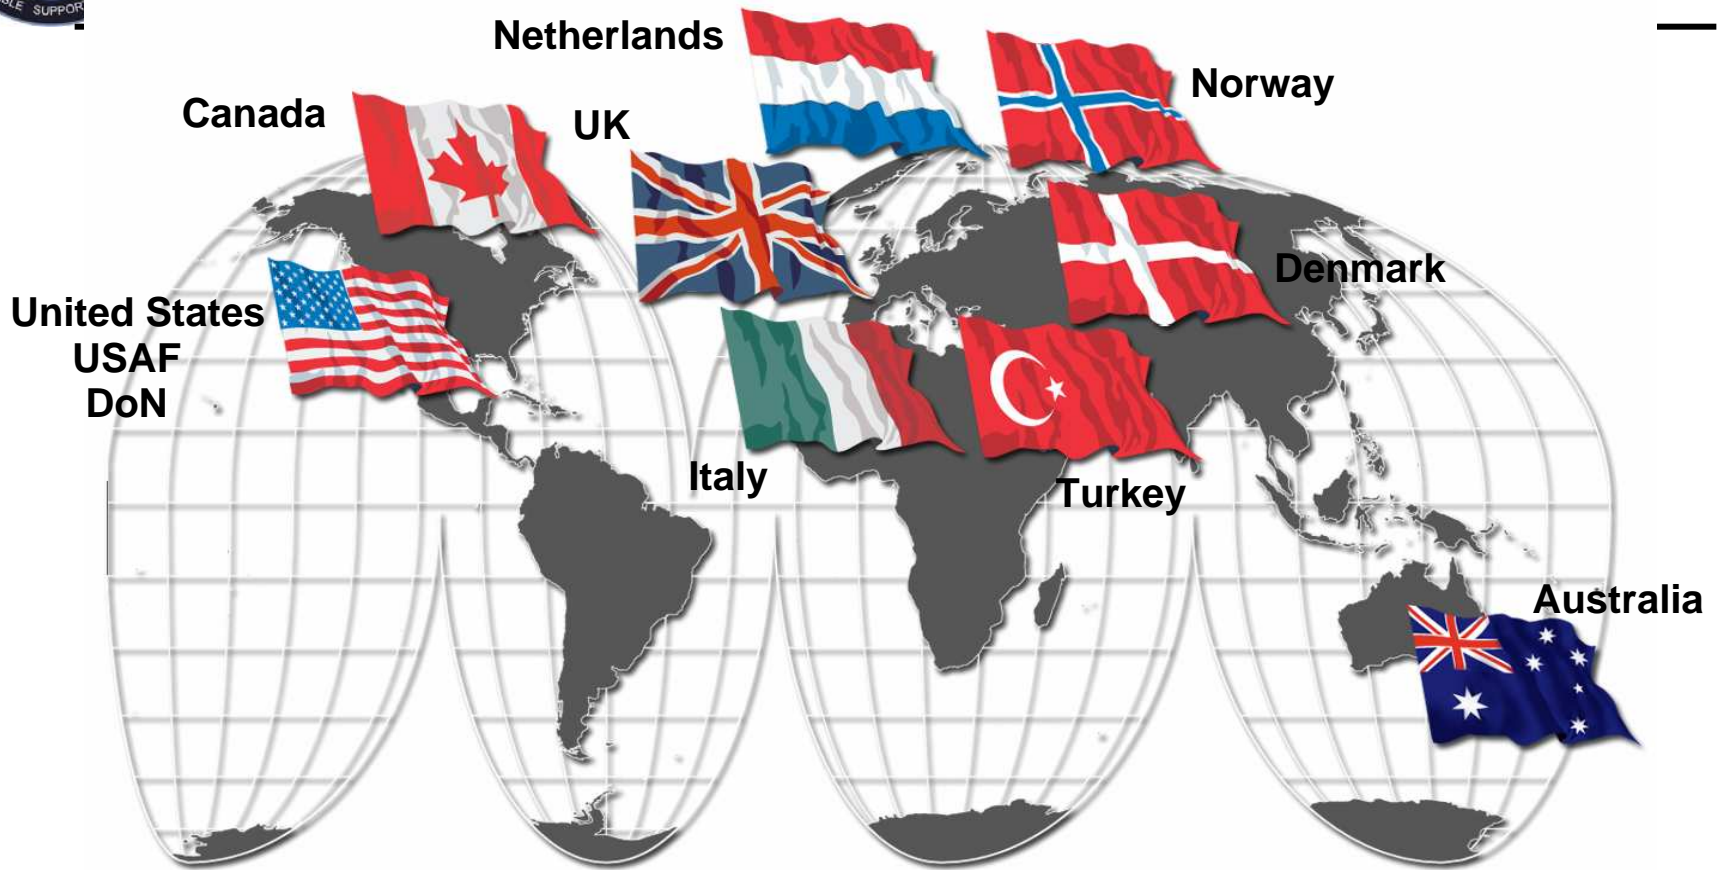 SUPPOR
Netherlands
Norway
Canada
UK
Denmark
United States
USAF
DoN
Italy
Turkey
Australia